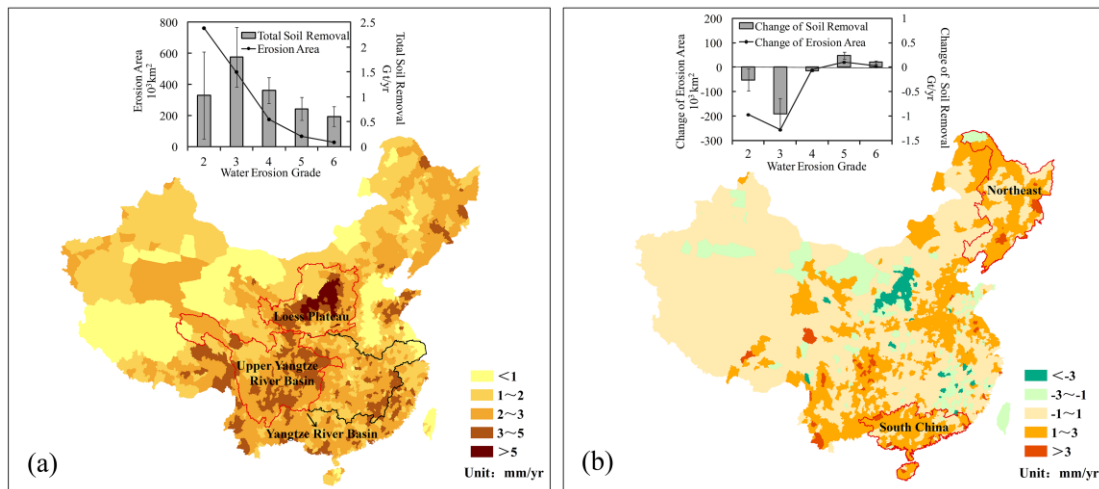 800
600
400
200
0
Erosion Area
10³km²
Total Soil Removal
Erosion Area
2.5
2
1.5
1
0.5
0
Total Soil Removal
Gt/yr
2 3 4 5 6
Water Erosion Grade
Loess Plateau
Upper Yangtze
River Basin
Yangtze River Basin
<1
1~2
2~3
3~5
>5
Unit: mm/yr
(a)
200
100
0
-100
-200
-300
Change of Erosion Area
10³ km²
Change of Soil Removal
Change of Erosion Area
1
0.5
0
-0.5
-1
-1.5
Change of Soil Removal
Gt/yr
2 3 4 5 6
Water Erosion Grade
Northeast
South China
<-3
-3~-1
-1~1
1~3
>3
Unit: mm/yr
(b)